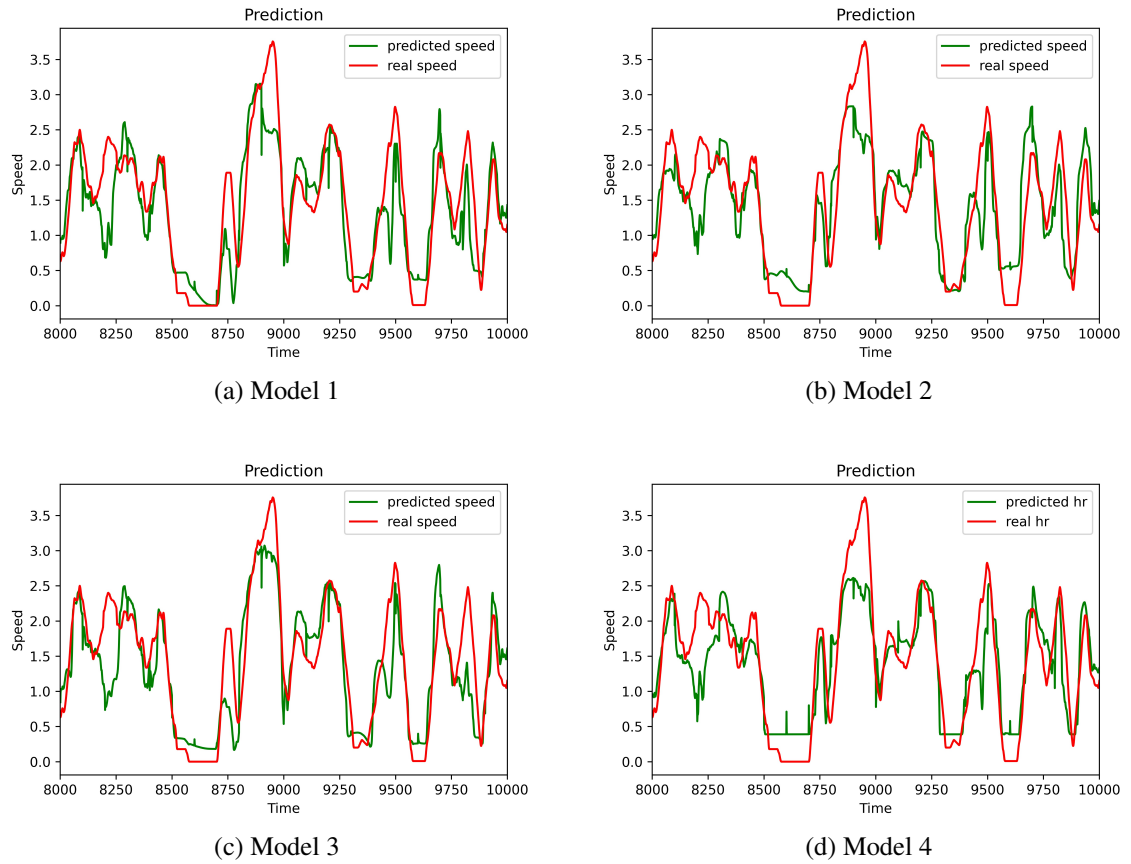 Prediction
predicted speed
real speed
Speed
3.5
3.0
2.5
2.0
1.5
1.0
0.5
0.0
8000 8250 8500 8750 9000 9250 9500 9750 10000
Time
(a) Model 1
Prediction
predicted speed
real speed
Speed
3.5
3.0
2.5
2.0
1.5
1.0
0.5
0.0
8000 8250 8500 8750 9000 9250 9500 9750 10000
Time
(b) Model 2
Prediction
predicted speed
real speed
Speed
3.5
3.0
2.5
2.0
1.5
1.0
0.5
0.0
8000 8250 8500 8750 9000 9250 9500 9750 10000
Time
(c) Model 3
Prediction
predicted hr
real hr
Speed
3.5
3.0
2.5
2.0
1.5
1.0
0.5
0.0
8000 8250 8500 8750 9000 9250 9500 9750 10000
Time
(d) Model 4